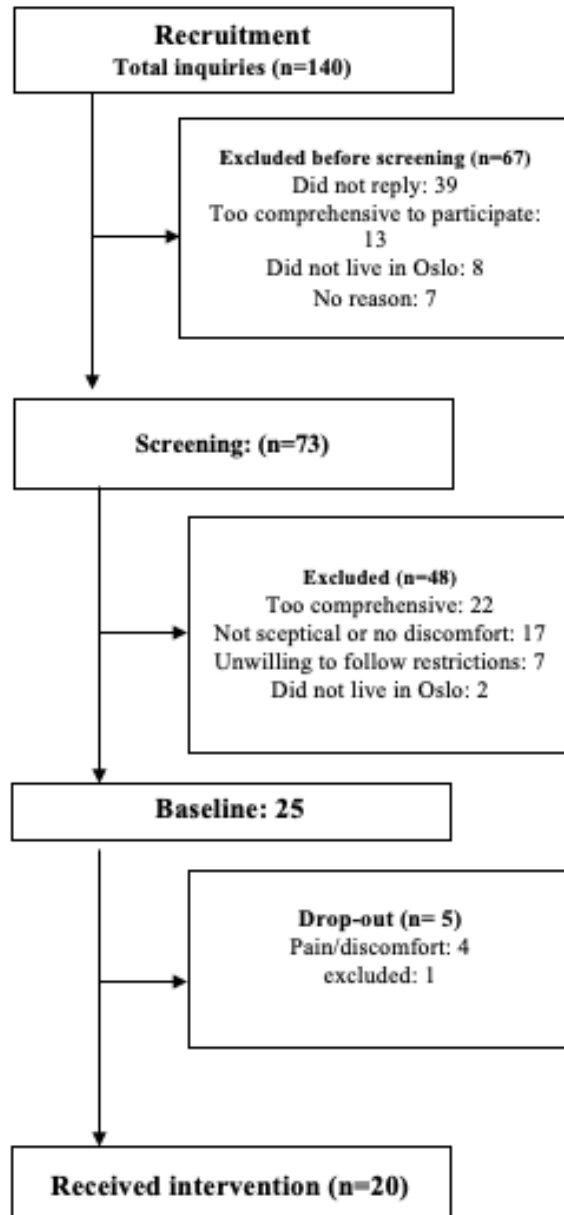 Recruitment
Total inquiries (n=140)
Excluded before screening (n=67)
Did not reply: 39
Too comprehensive to participate:
13
Did not live in Oslo: 8
No reason: 7
Screening: (n=73)
Excluded (n=48)
Too comprehensive: 22
Not sceptical or no discomfort: 17
Unwilling to follow restrictions: 7
Did not live in Oslo: 2
Baseline: 25
Drop-out (n= 5)
Pain/discomfort: 4
excluded: 1
Received intervention (n=20)